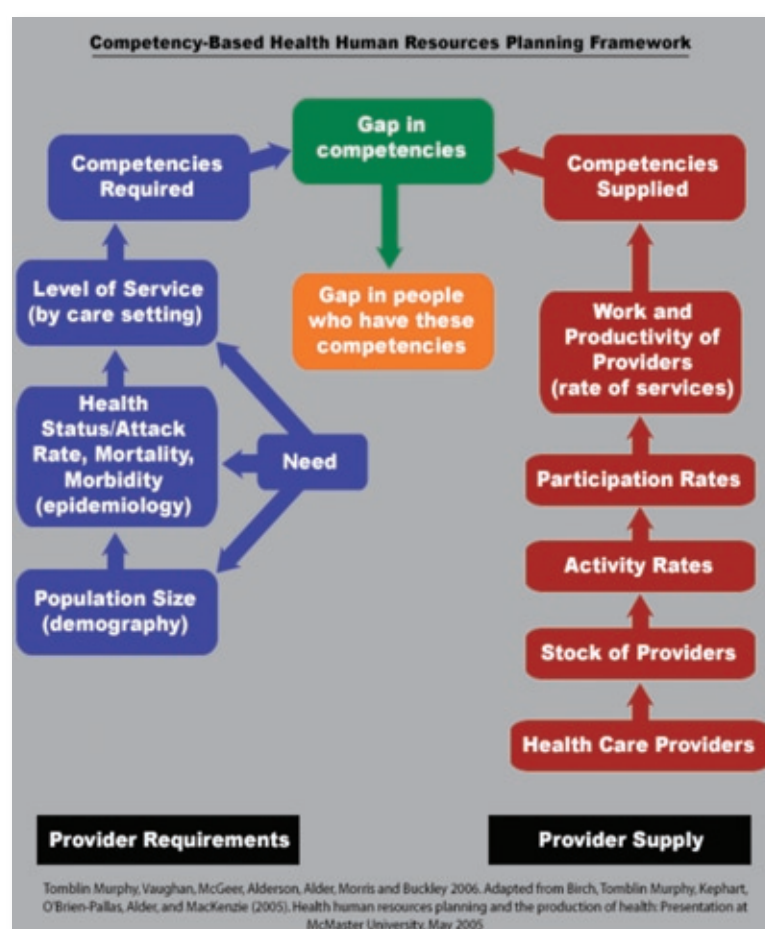 Competency-Based Health Human Resources Planning Framework
Gap in
competencies
Competencies
Required
Competencies
Supplied
Level of Service
(by care setting)
Gap in people
who have these
competencies
Work and
Productivity of
Providers
(rate of services)
Health
Status/Attack
Rate, Mortality,
Morbidity
(epidemiology)
Need
Participation Rates
Activity Rates
Population Size
(demography)
Stock of Providers
Health Care Providers
Provider Requirements
Provider Supply
Tomblin Murphy, Vaughan, McGeer, Alderson, Alder, Morris and Buckley 2006. Adapted from Birch, Tomblin Murphy, Kephart,
O'Brien-Pallas, Alder, and MacKenzie (2005). Health human resources planning and the production of health: Presentation at
McMaster University, May 2005